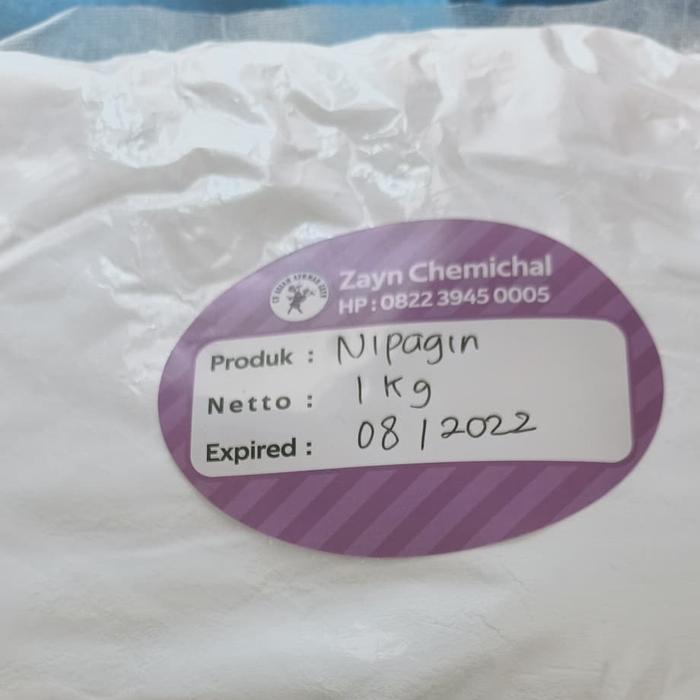 Zayn Chemichal
HP : 0822 3945 0005
Produk : Nipagin
Netto : 1 Kg
Expired : 08 / 2022